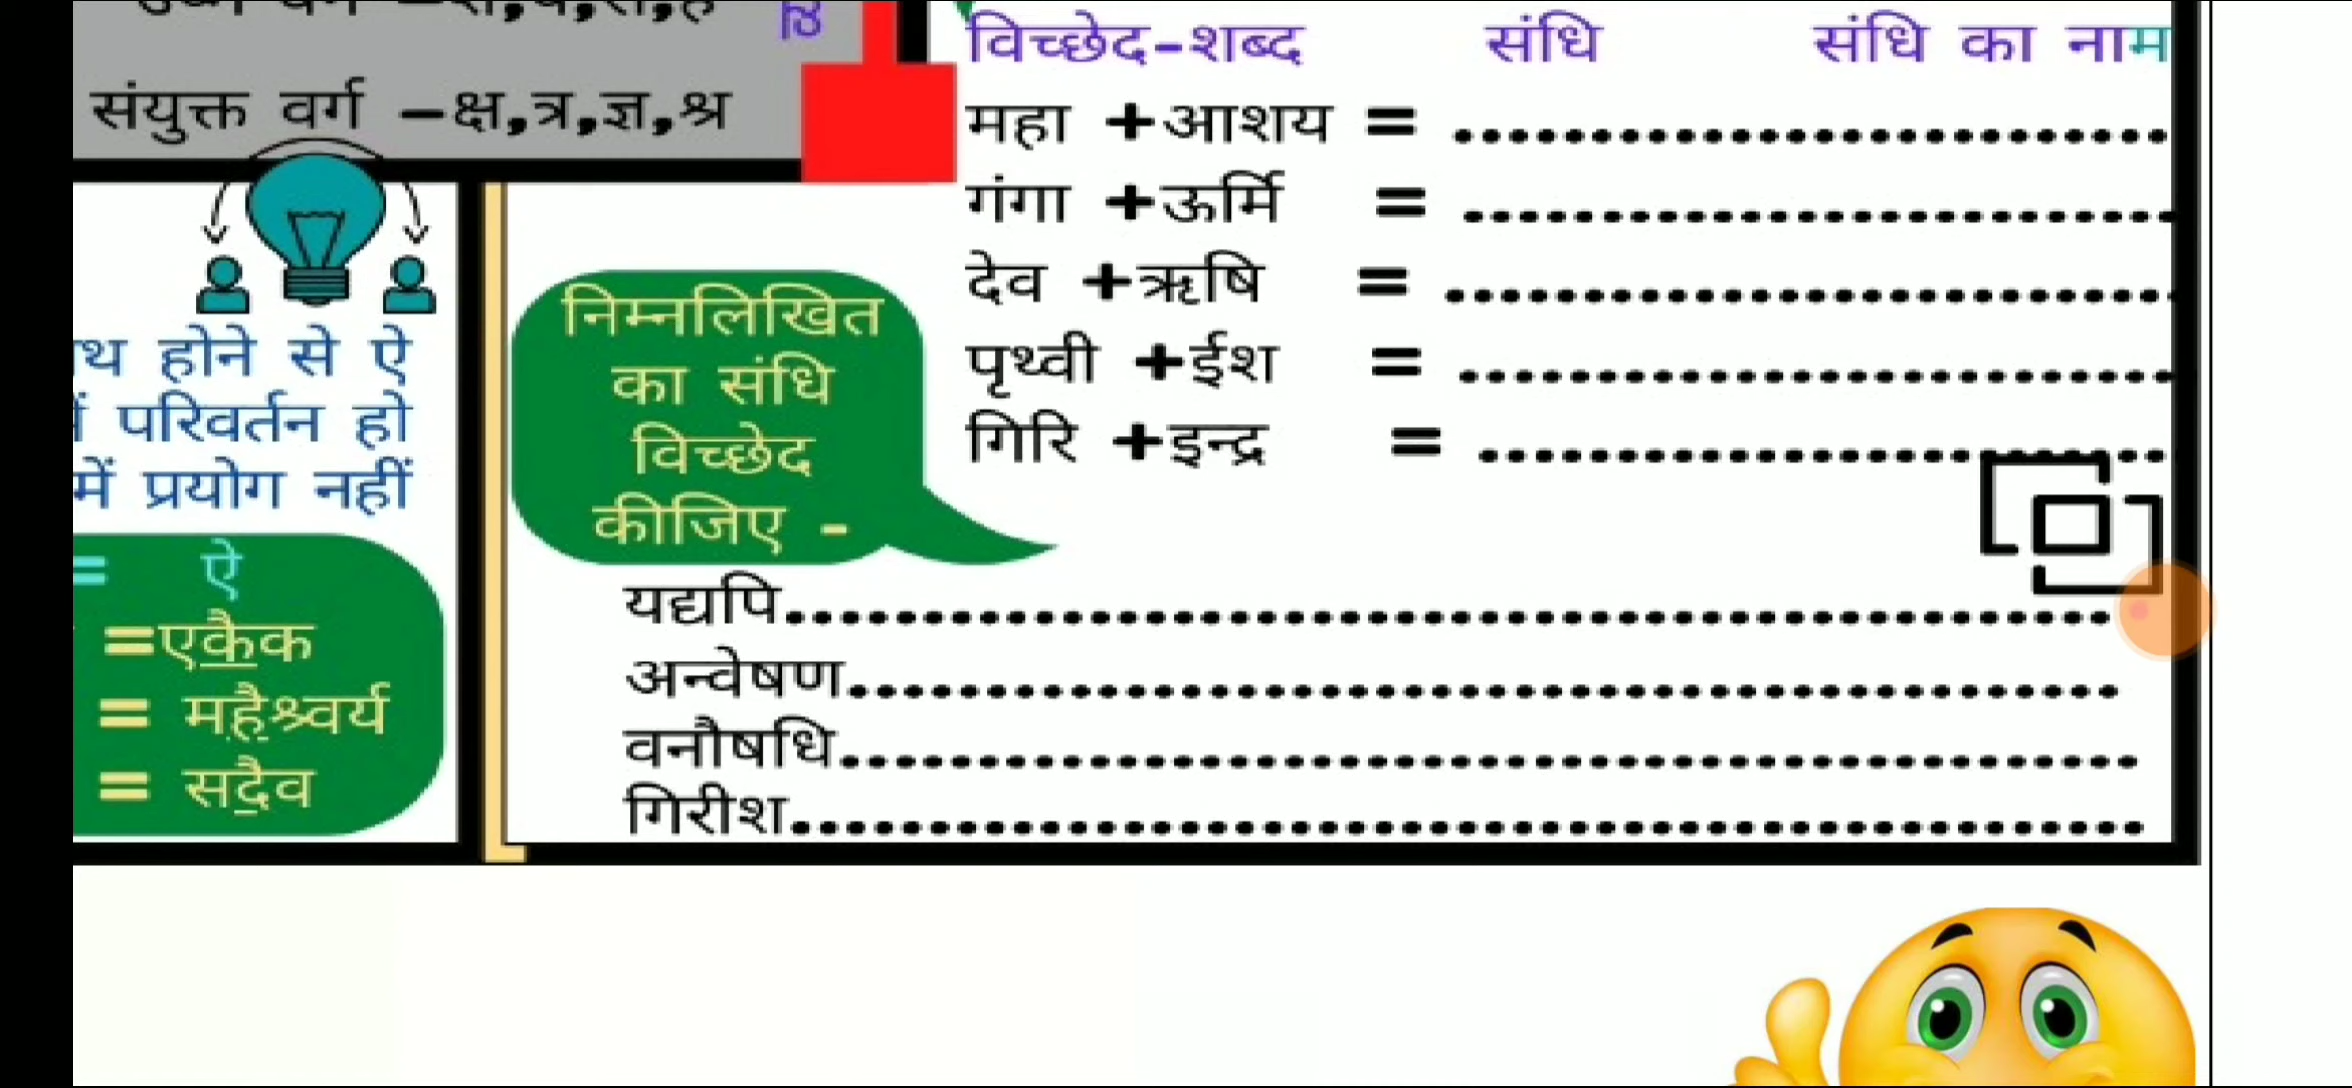 संयुक्त वर्ग –क्ष,त्र,ज्ञ,श्र
होने से ऐ
परिवर्तन हो
में प्रयोग नहीं
= ऐ
=एकैक
= महैश्र्वर्य
= सदैव
विच्छेद-शब्द संधि संधि का नाम
महा +आशय = ..........................
गंगा +ऊर्मि = ..........................
देव +ऋषि = ..........................
पृथ्वी +ईश = ..........................
गिरि +इन्द्र = ..........................
निम्नलिखित
का संधि
विच्छेद
कीजिए -
यद्यपि................................................
अन्वेषण..............................................
वनौषधि...............................................
गिरीश.................................................